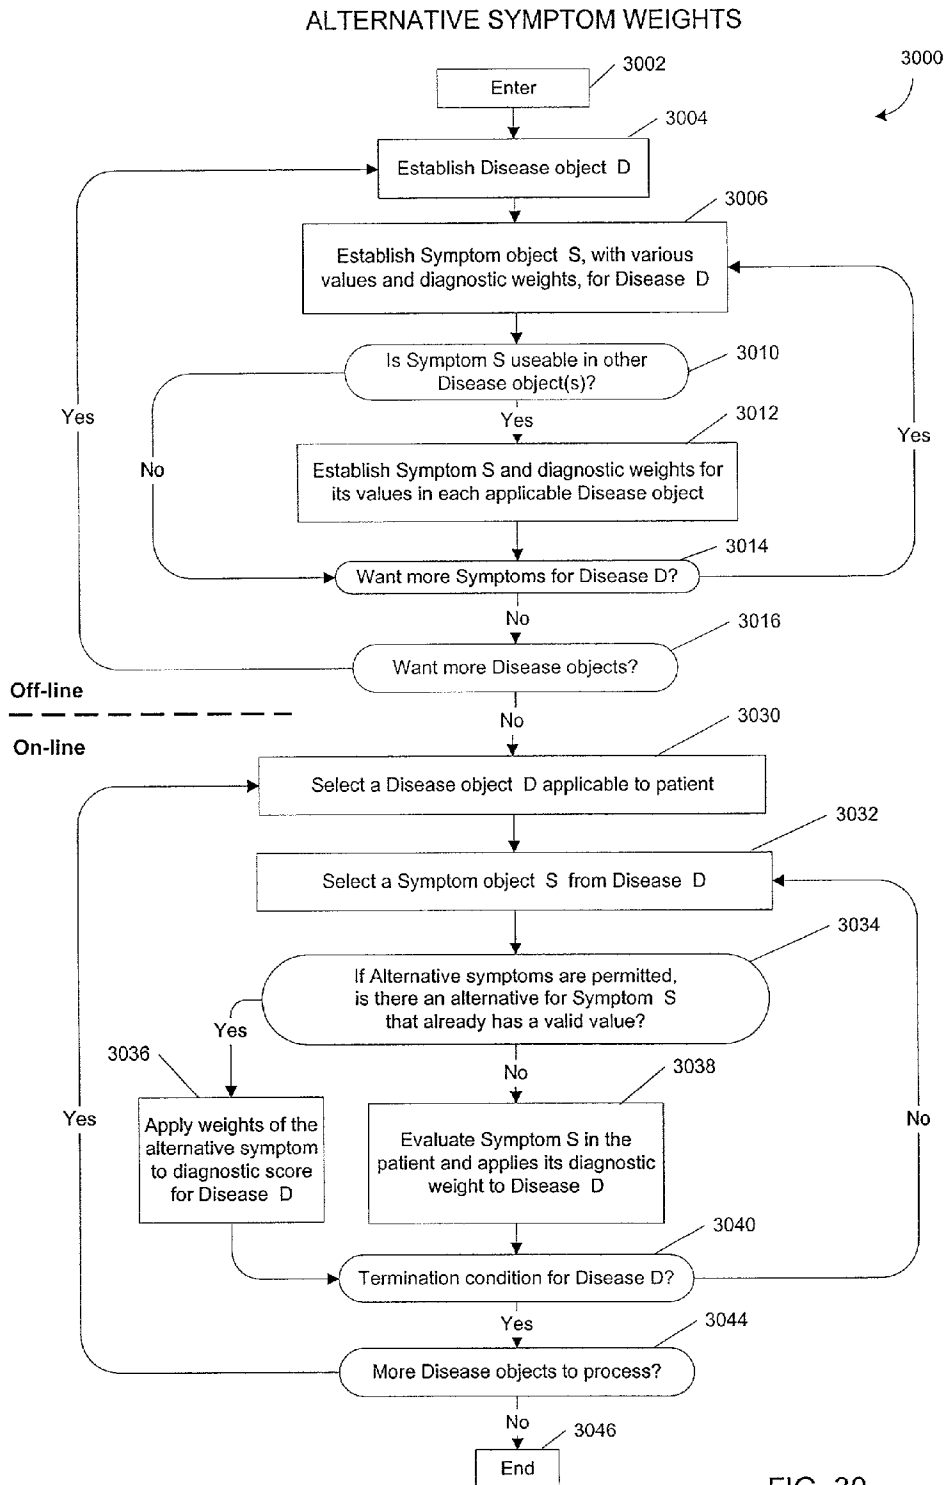 ALTERNATIVE SYMPTOM WEIGHTS
3002
3000
Enter
3004
Establish Disease object D
3006
Establish Symptom object S, with various
values and diagnostic weights, for Disease D
Is Symptom S useable in other
Disease object(s)?
3010
Yes
Yes
3012
Yes
No
Establish Symptom S and diagnostic weights for
its values in each applicable Disease object
3014
Want more Symptoms for Disease D?
No
3016
Want more Disease objects?
Off-line
On-line
No
3030
Select a Disease object D applicable to patient
3032
Select a Symptom object S from Disease D
3034
If Alternative symptoms are permitted,
is there an alternative for Symptom S
that already has a valid value?
Yes
3036
No
3038
Yes
No
Apply weights of the
alternative symptom
to diagnostic score
for Disease D
Evaluate Symptom S in the
patient and applies its diagnostic
weight to Disease D
3040
Termination condition for Disease D?
Yes
3044
More Disease objects to process?
No
3046
End